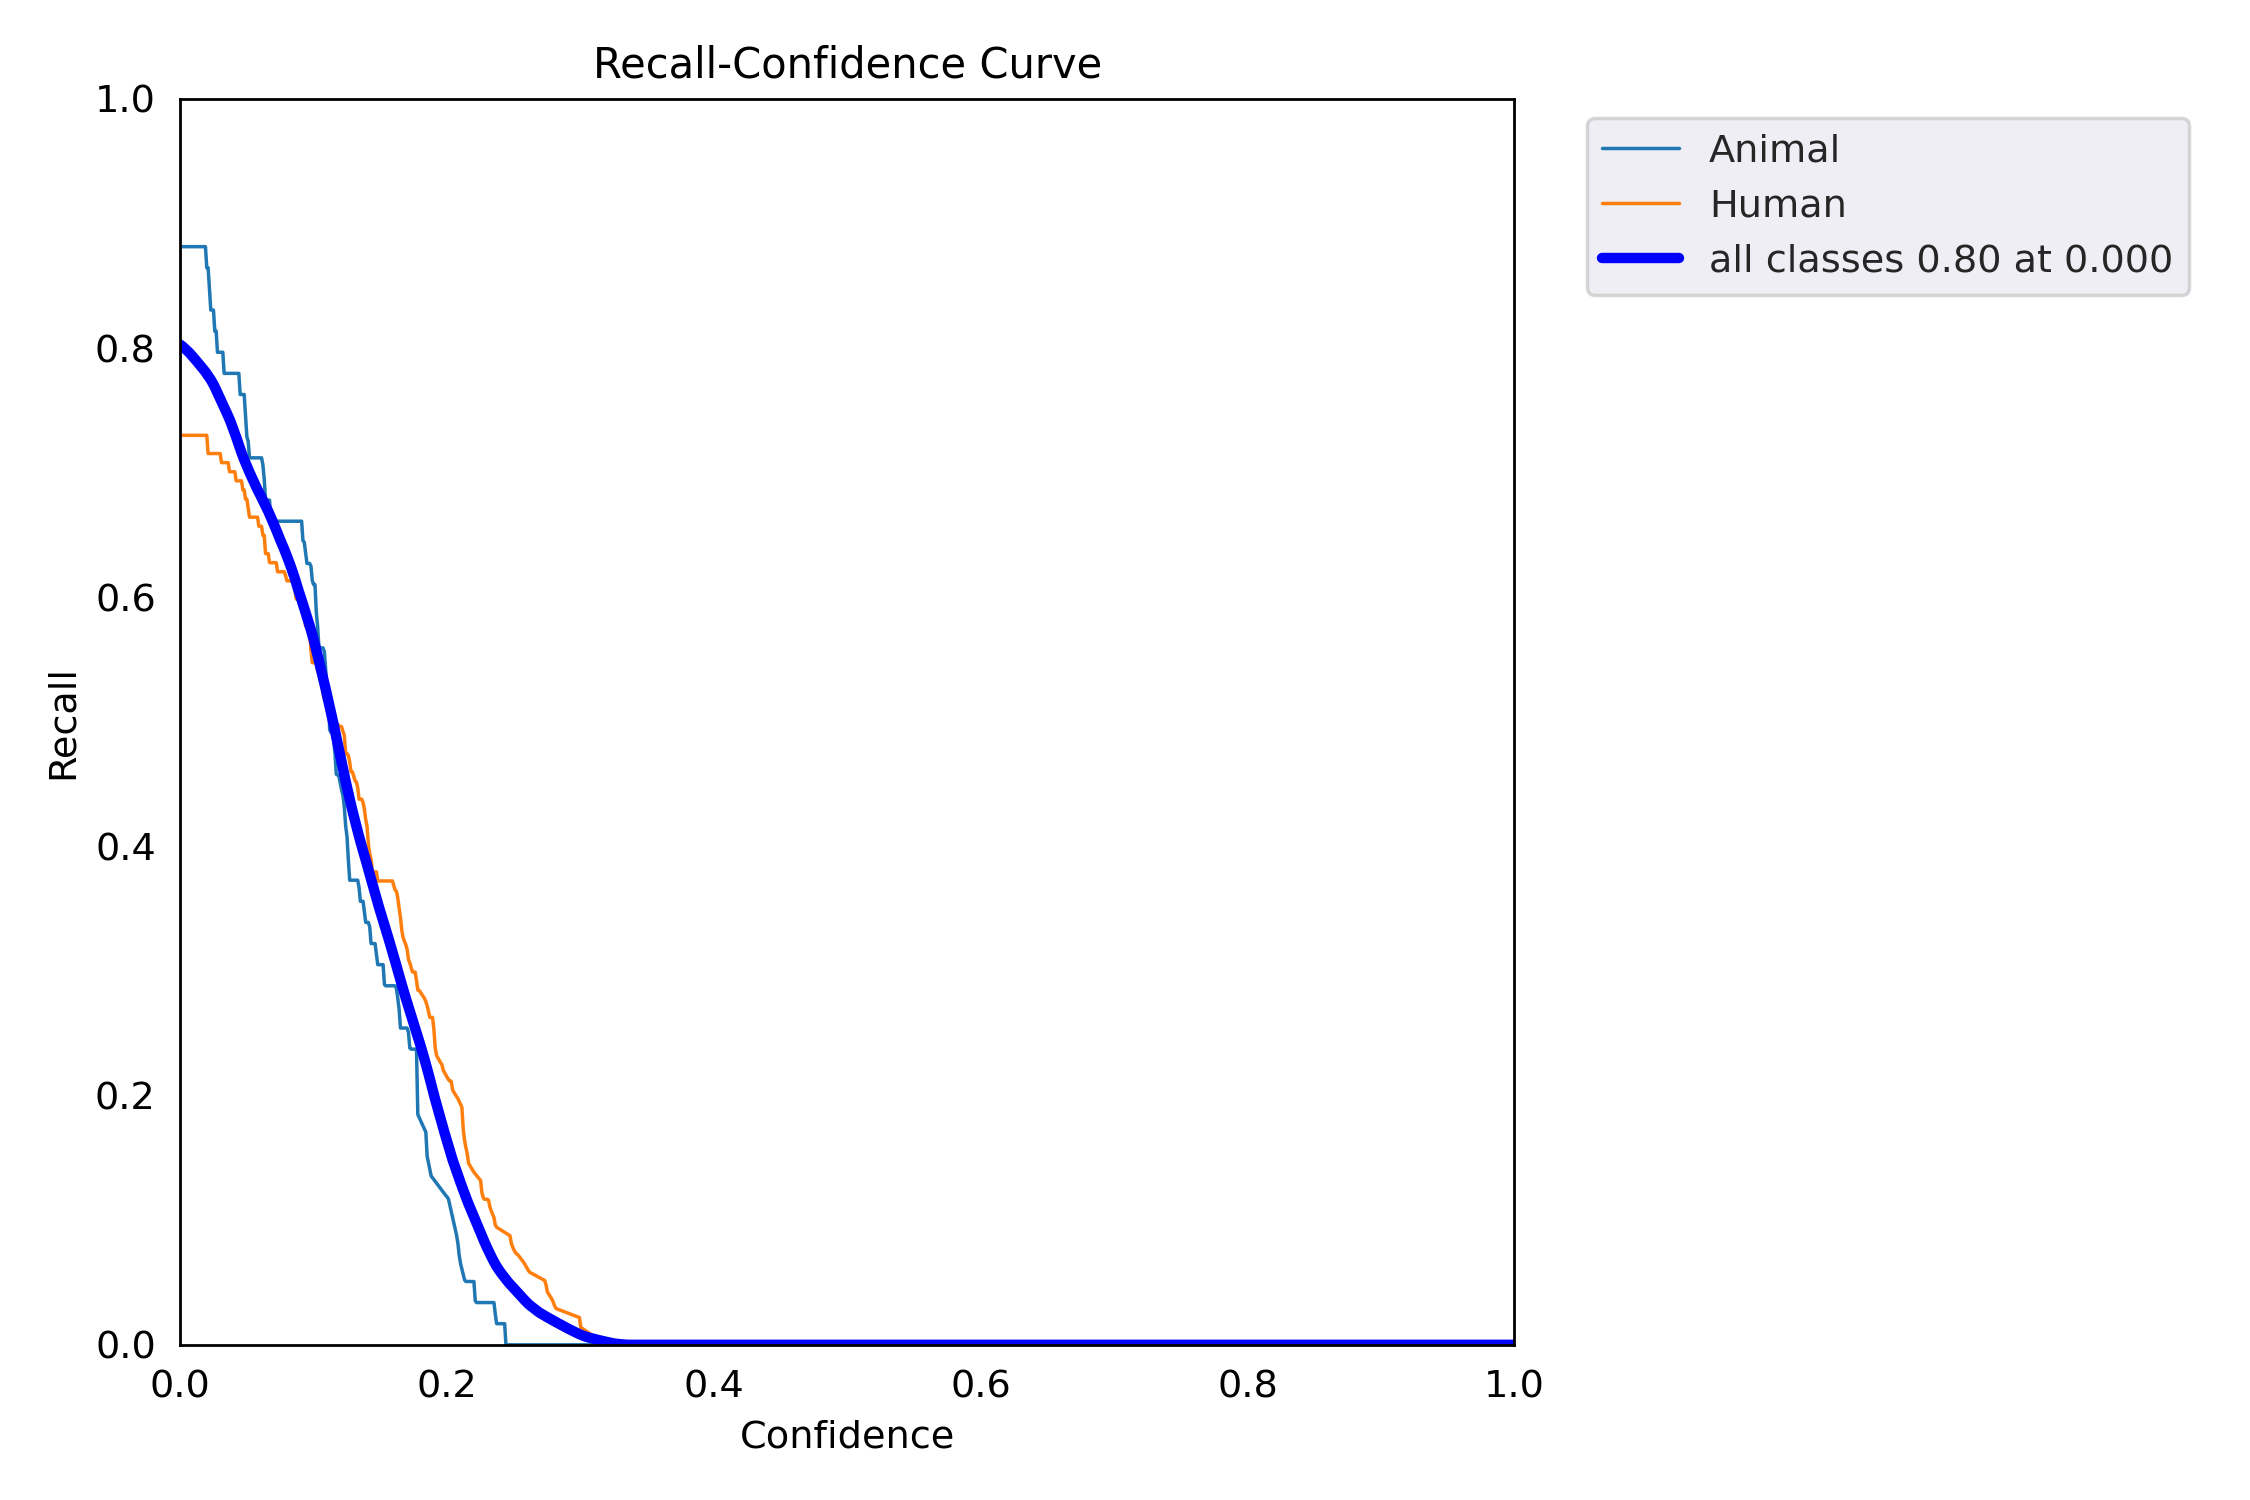 Recall-Confidence Curve
1.0
0.8
0.6
0.4
0.2
0.0
Recall
0.0 0.2 0.4 0.6 0.8 1.0
Confidence
Animal
Human
all classes 0.80 at 0.000